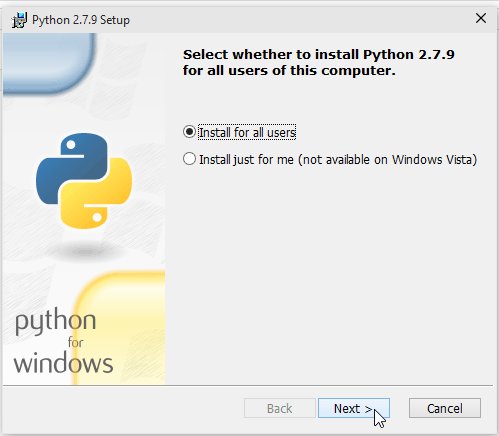 Python 2.7.9 Setup
Select whether to install Python 2.7.9
for all users of this computer.
Install for all users
Install just for me (not available on Windows Vista)
python
for
windows
Back
Next >
Cancel